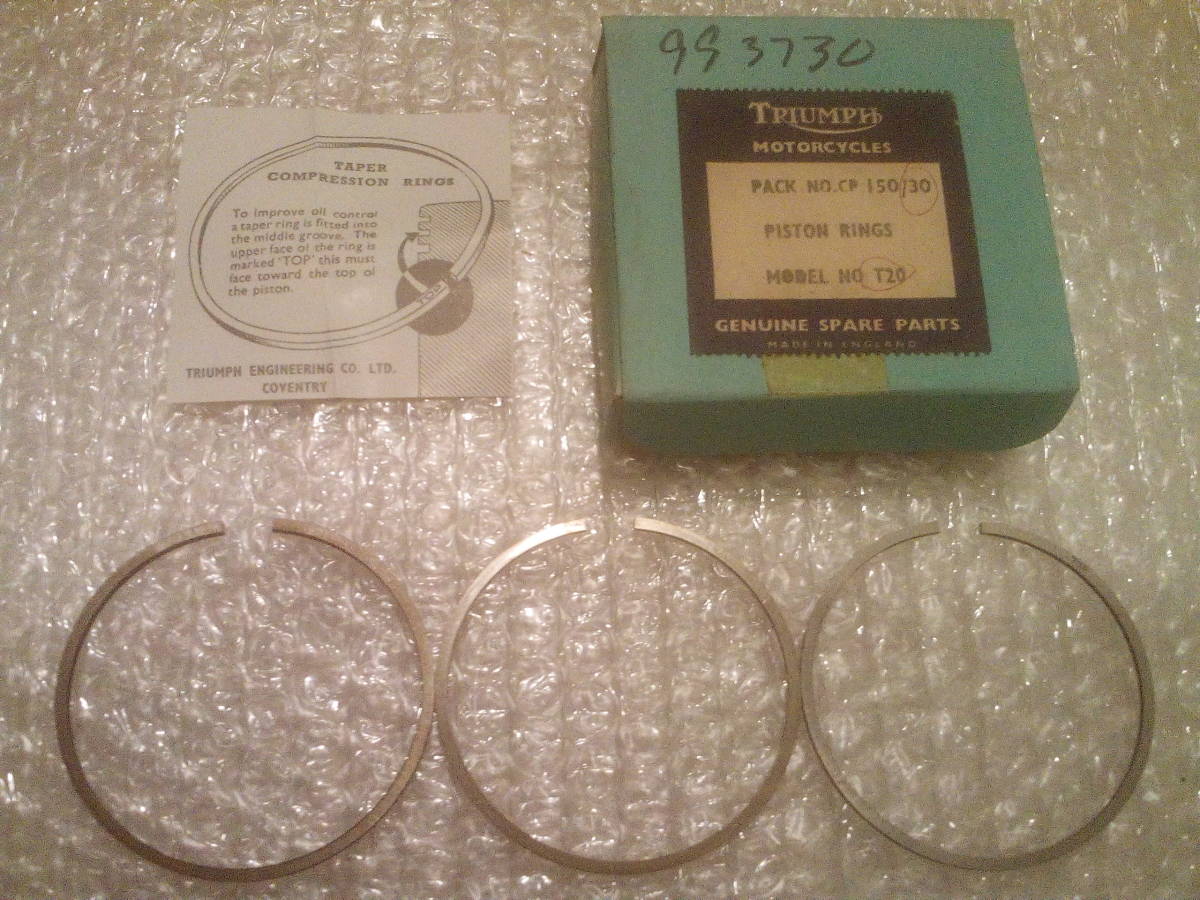 993730
TRIUMPH
MOTORCYCLES
PACK NO.CP 150/30
PISTON RINGS
MODEL NO T20
GENUINE SPARE PARTS
MADE IN ENGLAND
TAPER
COMPRESSION RINGS
To improve oil control
a taper ring is fitted into
the middle groove. The
upper face of the ring is
marked 'TOP' this must
face toward the top of
the piston.
TOP
TRIUMPH ENGINEERING CO. LTD.
COVENTRY